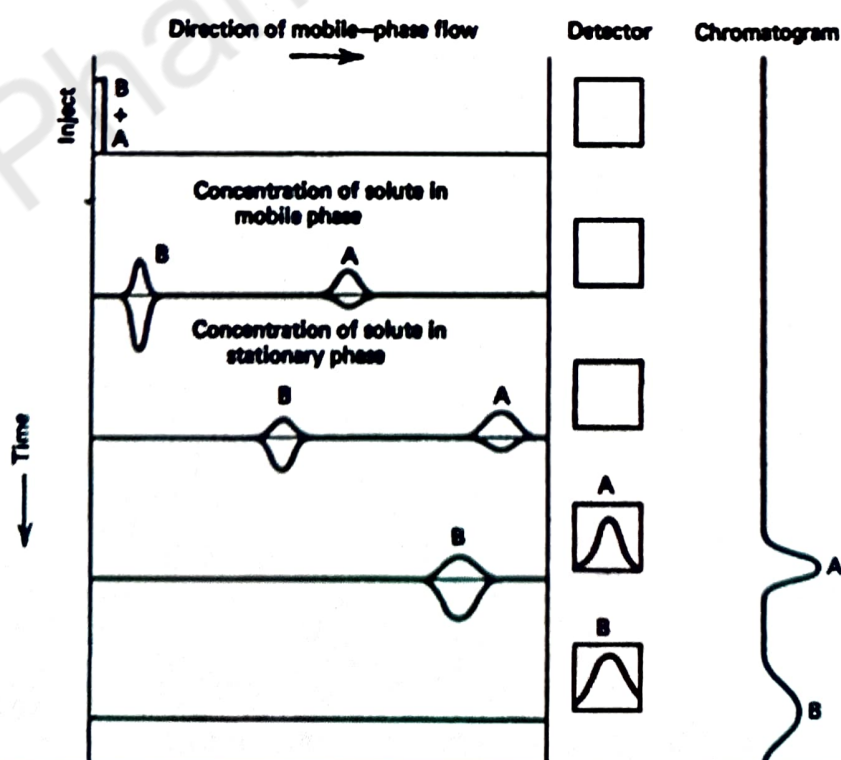 Direction of mobile-phase flow
Detector
Chromatogram
Inject
B
+
A
Concentration of solute in
mobile phase
B
A
Concentration of solute in
stationary phase
B
A
Time
A
B
A
B
B